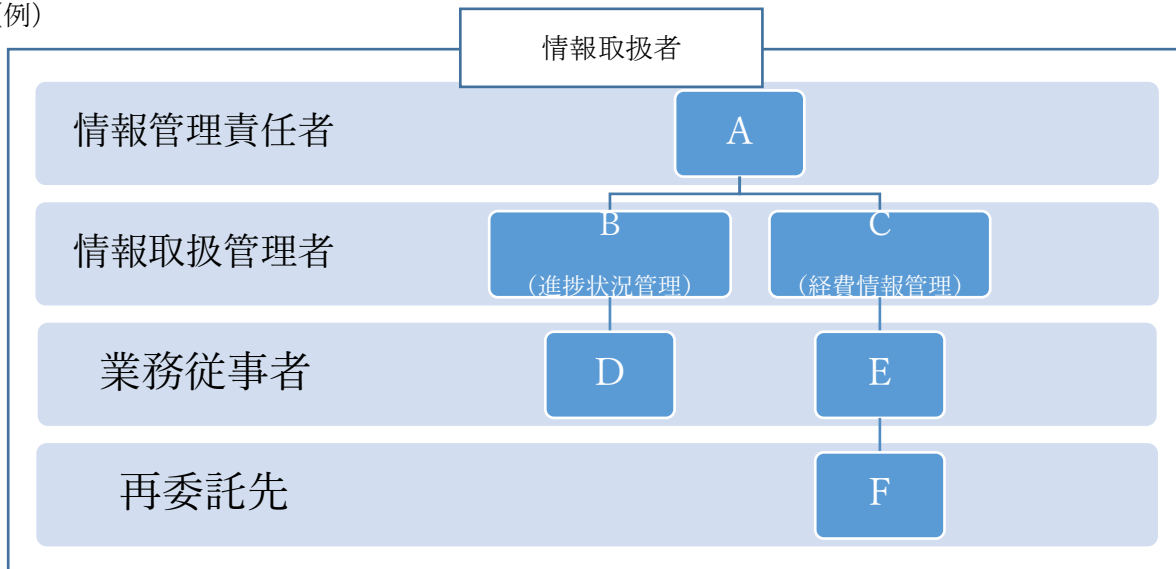 (例)
情報取扱者
情報管理責任者
A
情報取扱管理者
B
(進捗状況管理)
C
(経費情報管理)
業務従事者
D
E
再委託先
F